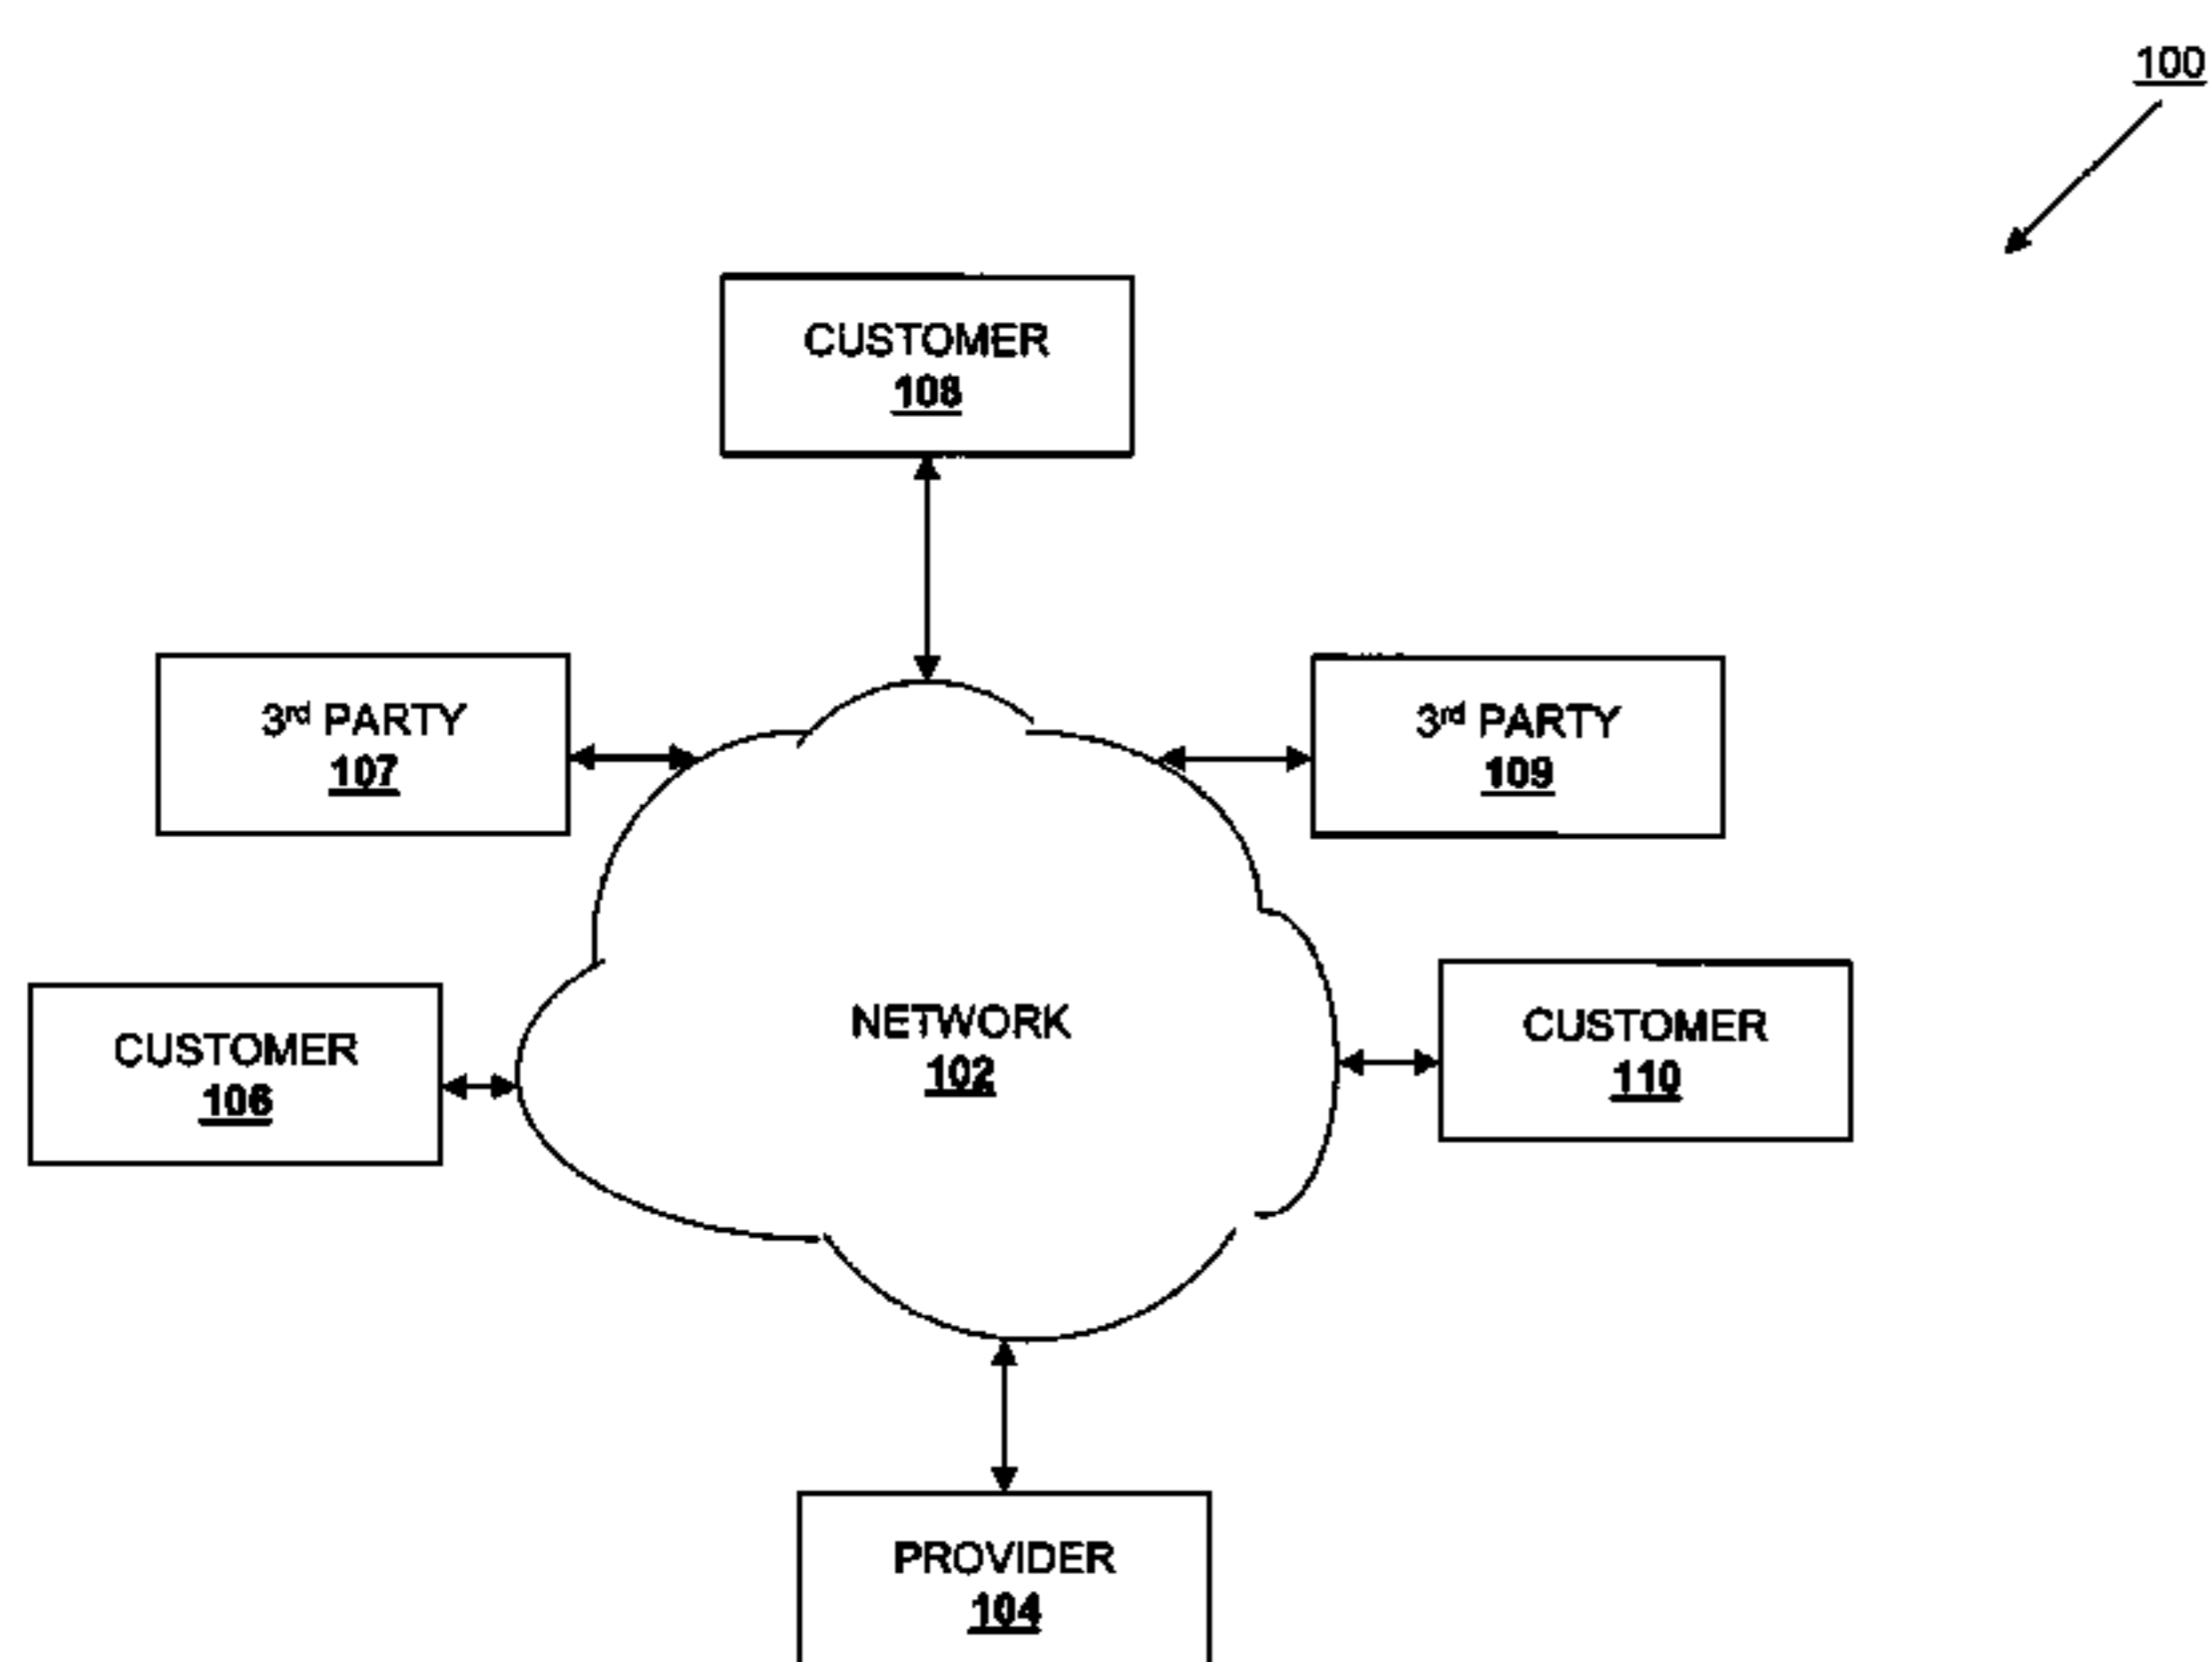 100
CUSTOMER
108
3rd PARTY
107
3rd PARTY
109
CUSTOMER
106
NETWORK
102
CUSTOMER
110
PROVIDER
104